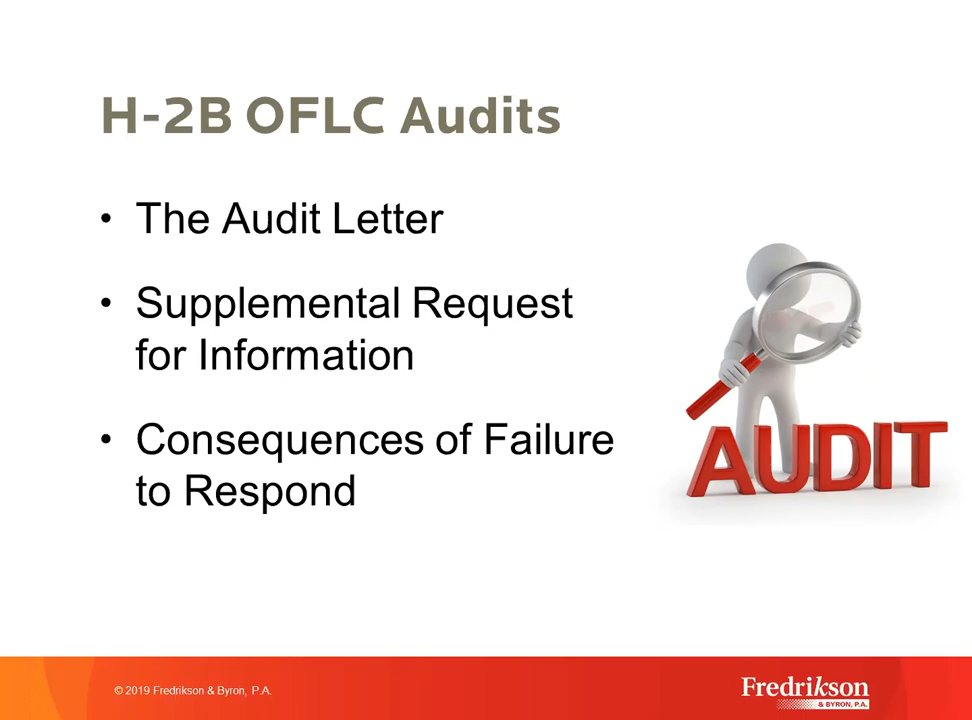 H-2B OFLC Audits
• The Audit Letter
• Supplemental Request
for Information
• Consequences of Failure
to Respond
AUDIT
© 2019 Fredrikson & Byron, P.A.
Fredrikson
& BYRON, P.A.